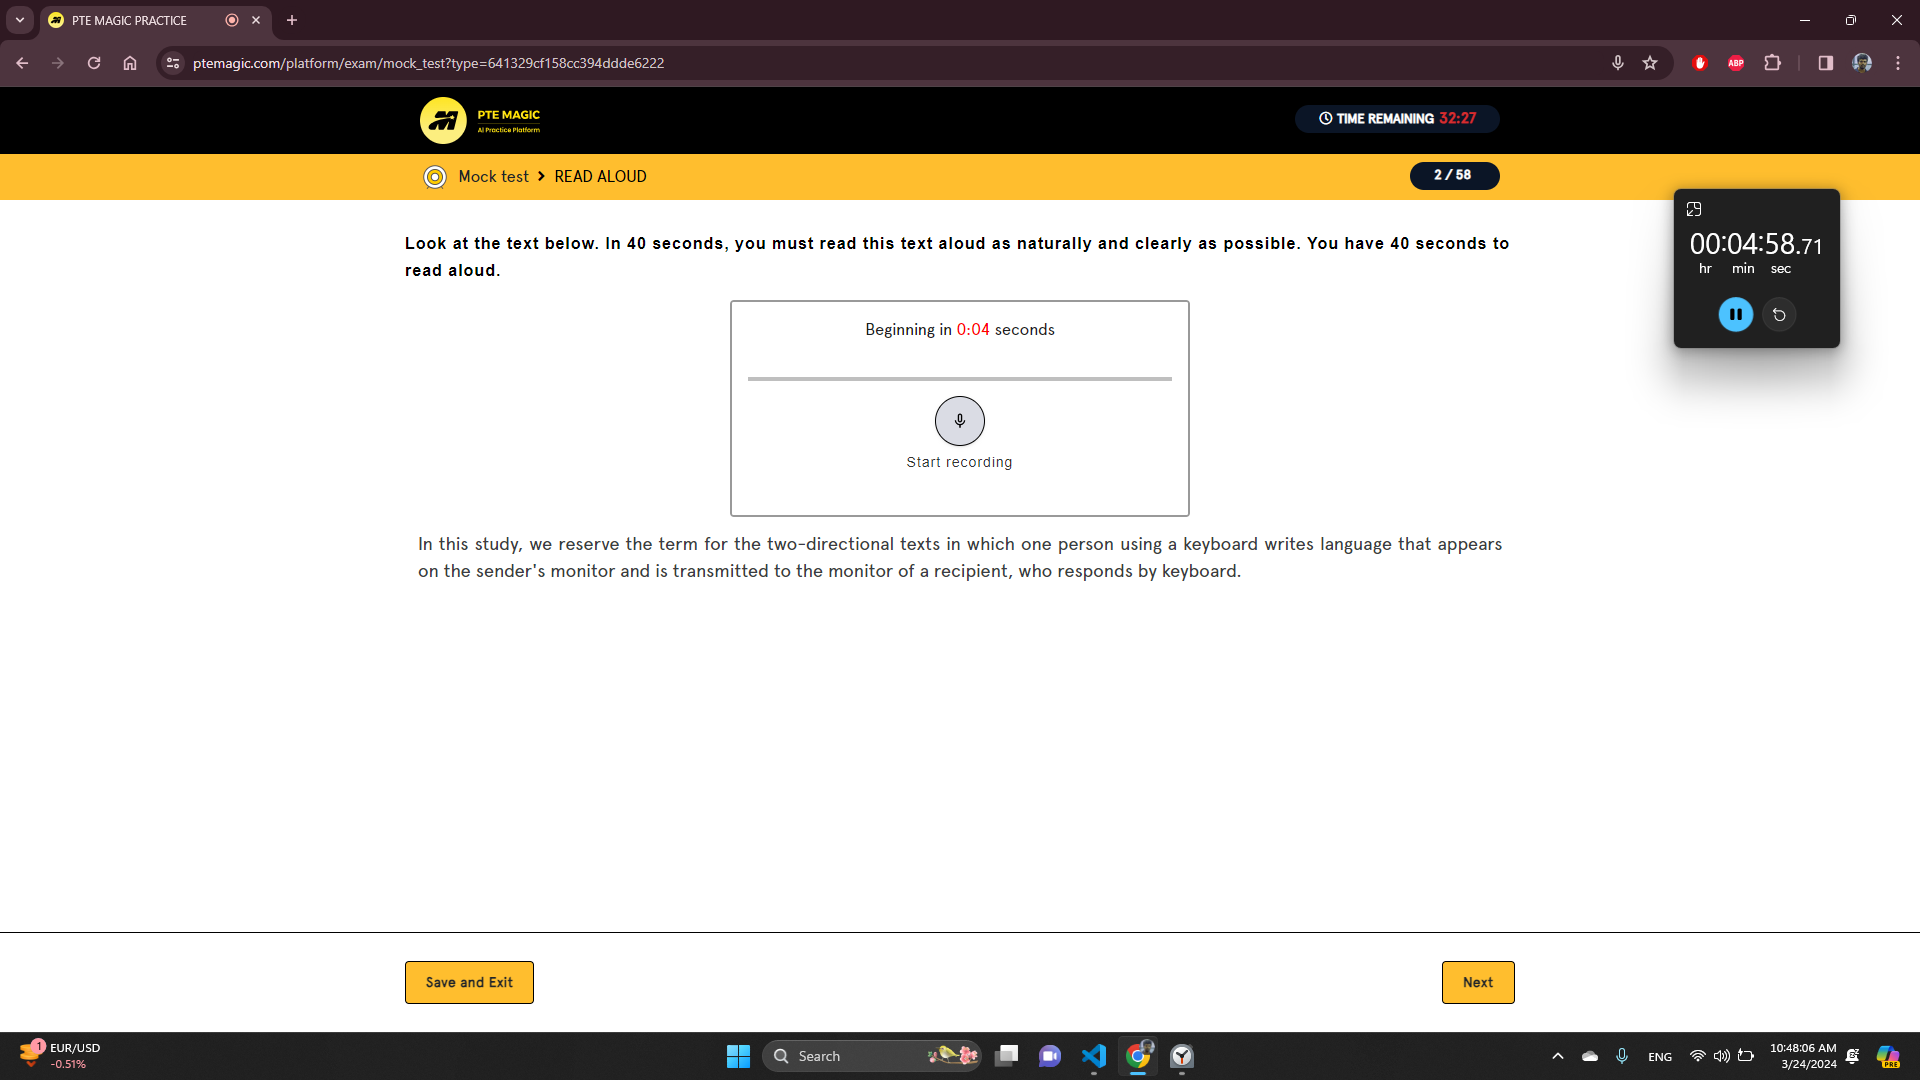 PTE MAGIC PRACTICE
ptemagic.com/platform/exam/mock_test?type=641329cf158cc394ddde6222
ABP
PTE MAGIC
AI Practice Platform
TIME REMAINING 32:27
Mock test > READ ALOUD
2 / 58
00:04:58.71
hr min sec
Look at the text below. In 40 seconds, you must read this text aloud as naturally and clearly as possible. You have 40 seconds to
read aloud.
Beginning in 0:04 seconds
Start recording
In this study, we reserve the term for the two-directional texts in which one person using a keyboard writes language that appears
on the sender's monitor and is transmitted to the monitor of a recipient, who responds by keyboard.
Save and Exit
Next
1
EUR/USD
-0.51%
Search
ENG
10:48:06 AM
3/24/2024
PRE